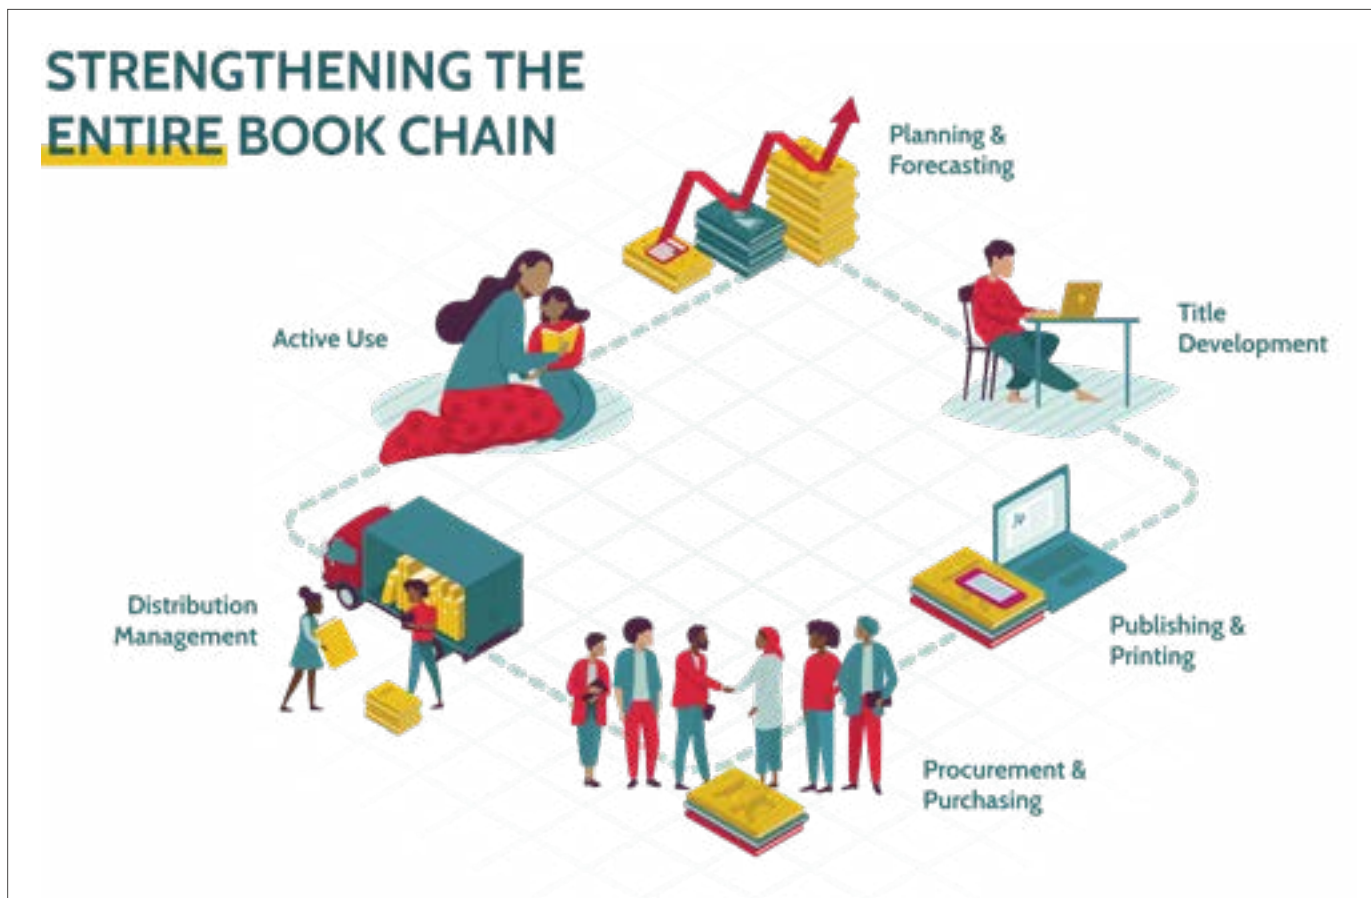 STRENGTHENING THE
ENTIRE BOOK CHAIN
Planning &
Forecasting
Title
Development
Publishing &
Printing
Procurement &
Purchasing
Distribution
Management
Active Use